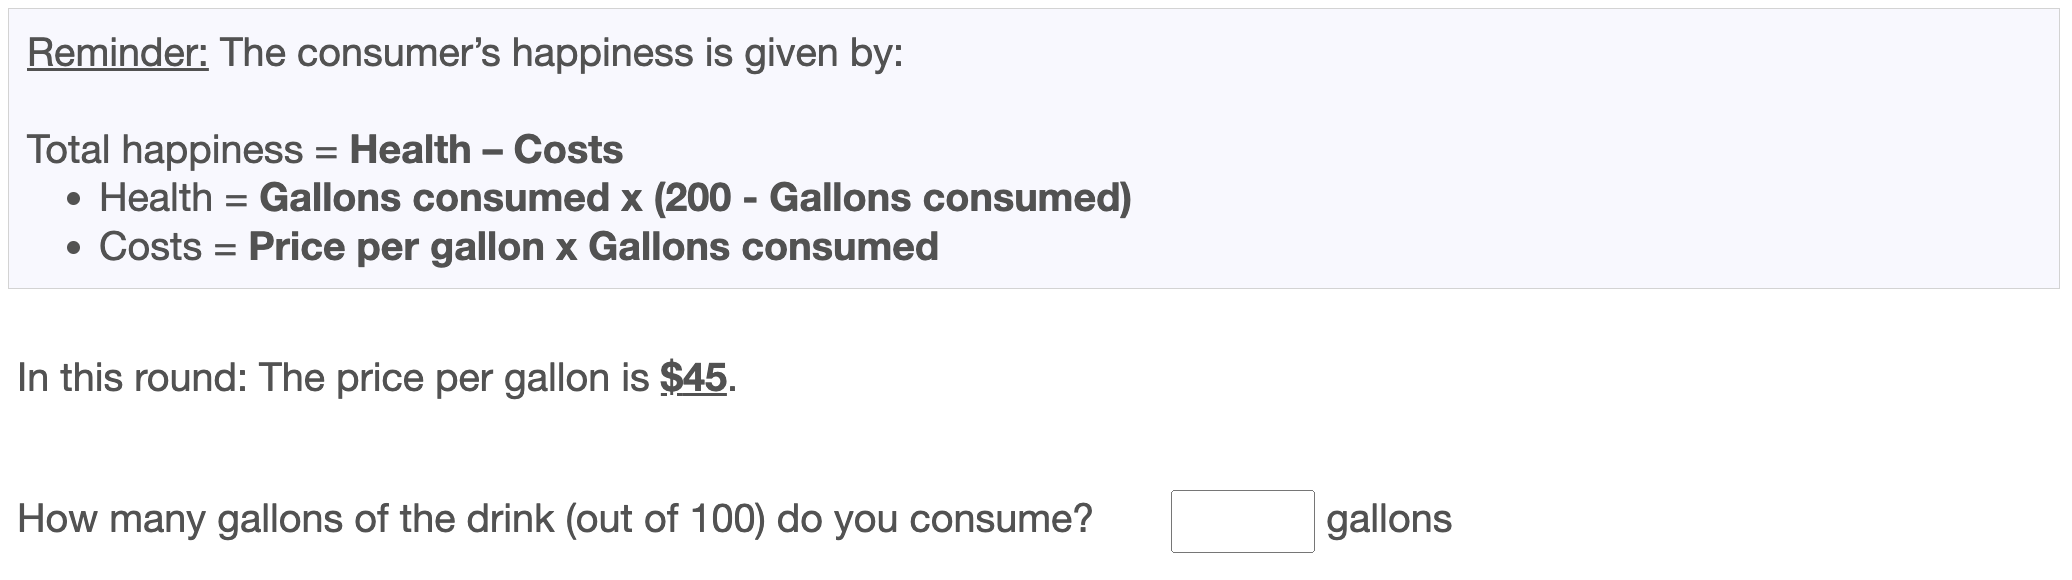 Reminder: The consumer’s happiness is given by:
Total happiness = Health – Costs
• Health = Gallons consumed x (200 - Gallons consumed)
• Costs = Price per gallon x Gallons consumed
In this round: The price per gallon is $45.
How many gallons of the drink (out of 100) do you consume? gallons